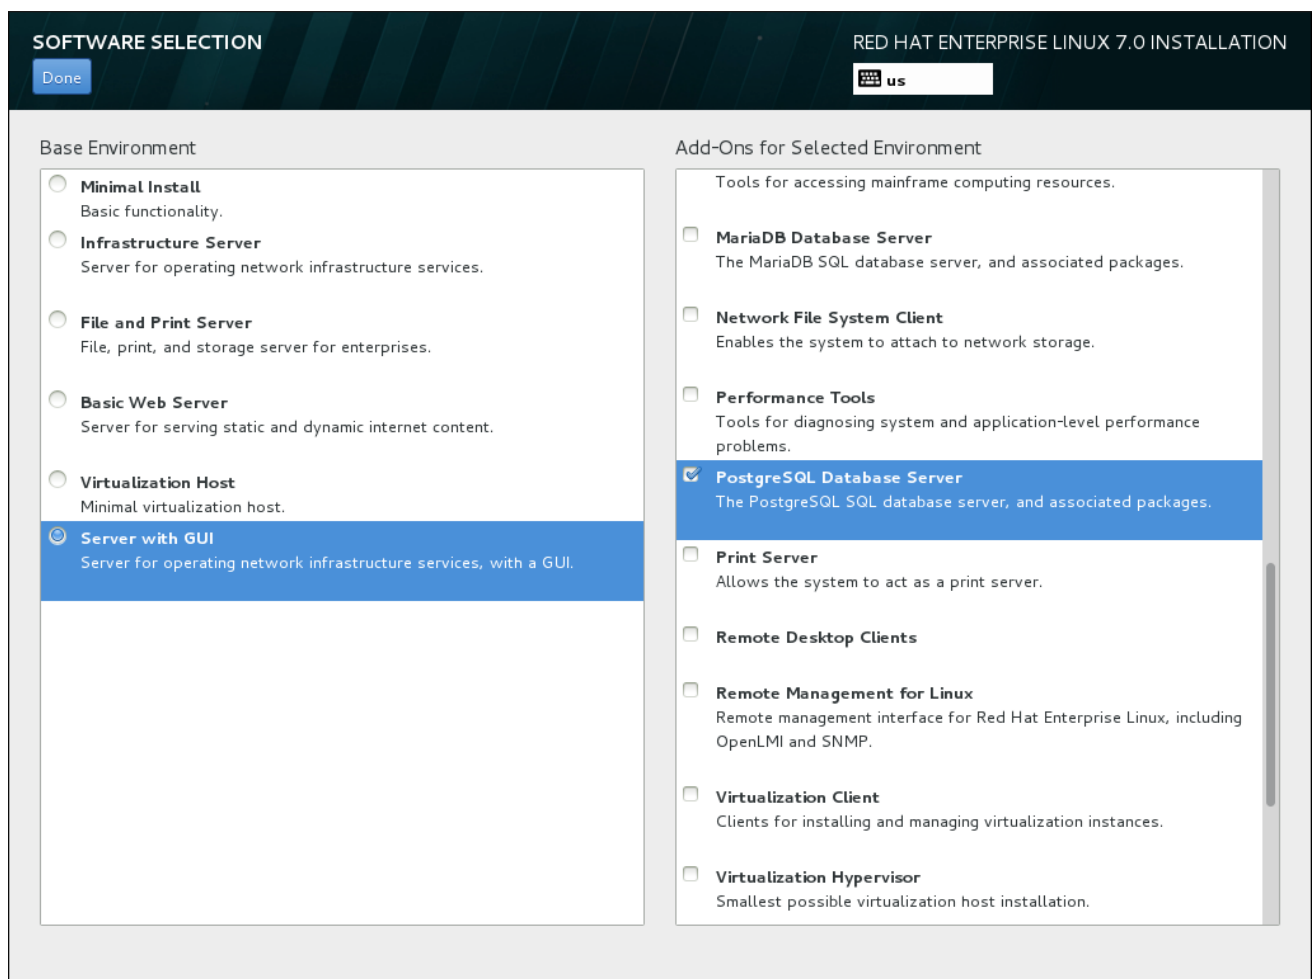 SOFTWARE SELECTION
RED HAT ENTERPRISE LINUX 7.0 INSTALLATION
Done
us
Base Environment
Minimal Install
Basic functionality.
Infrastructure Server
Server for operating network infrastructure services.
File and Print Server
File, print, and storage server for enterprises.
Basic Web Server
Server for serving static and dynamic internet content.
Virtualization Host
Minimal virtualization host.
Server with GUI
Server for operating network infrastructure services, with a GUI.
Add-Ons for Selected Environment
Tools for accessing mainframe computing resources.
MariaDB Database Server
The MariaDB SQL database server, and associated packages.
Network File System Client
Enables the system to attach to network storage.
Performance Tools
Tools for diagnosing system and application-level performance
problems.
PostgreSQL Database Server
The PostgreSQL SQL database server, and associated packages.
Print Server
Allows the system to act as a print server.
Remote Desktop Clients
Remote Management for Linux
Remote management interface for Red Hat Enterprise Linux, including
OpenLMI and SNMP.
Virtualization Client
Clients for installing and managing virtualization instances.
Virtualization Hypervisor
Smallest possible virtualization host installation.